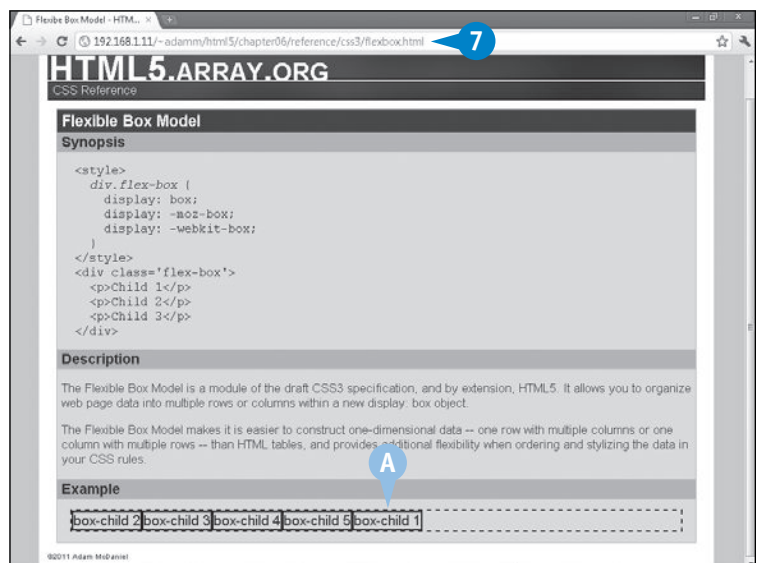 Flexibe Box Model - HTM...
7
192.168.1.11/~adamm/html5/chapter06/reference/css3/flexbox.html
HTML5.ARRAY.ORG
CSS Reference
Flexible Box Model
Synopsis
<style>
div.flex-box {
display: box;
display: -moz-box;
display: -webkit-box;
}
</style>
<div class='flex-box'>
<p>Child 1</p>
<p>Child 2</p>
<p>Child 3</p>
</div>
Description
The Flexible Box Model is a module of the draft CSS3 specification, and by extension, HTML5. It allows you to organize
web page data into multiple rows or columns within a new display: box object.
The Flexible Box Model makes it is easier to construct one-dimensional data -- one row with multiple columns or one
column with multiple rows -- than HTML tables, and provides additional flexibility when ordering and stylizing the data in
your CSS rules.
A
Example
box-child 2 box-child 3 box-child 4 box-child 5 box-child 1
©2011 Adam McDaniel